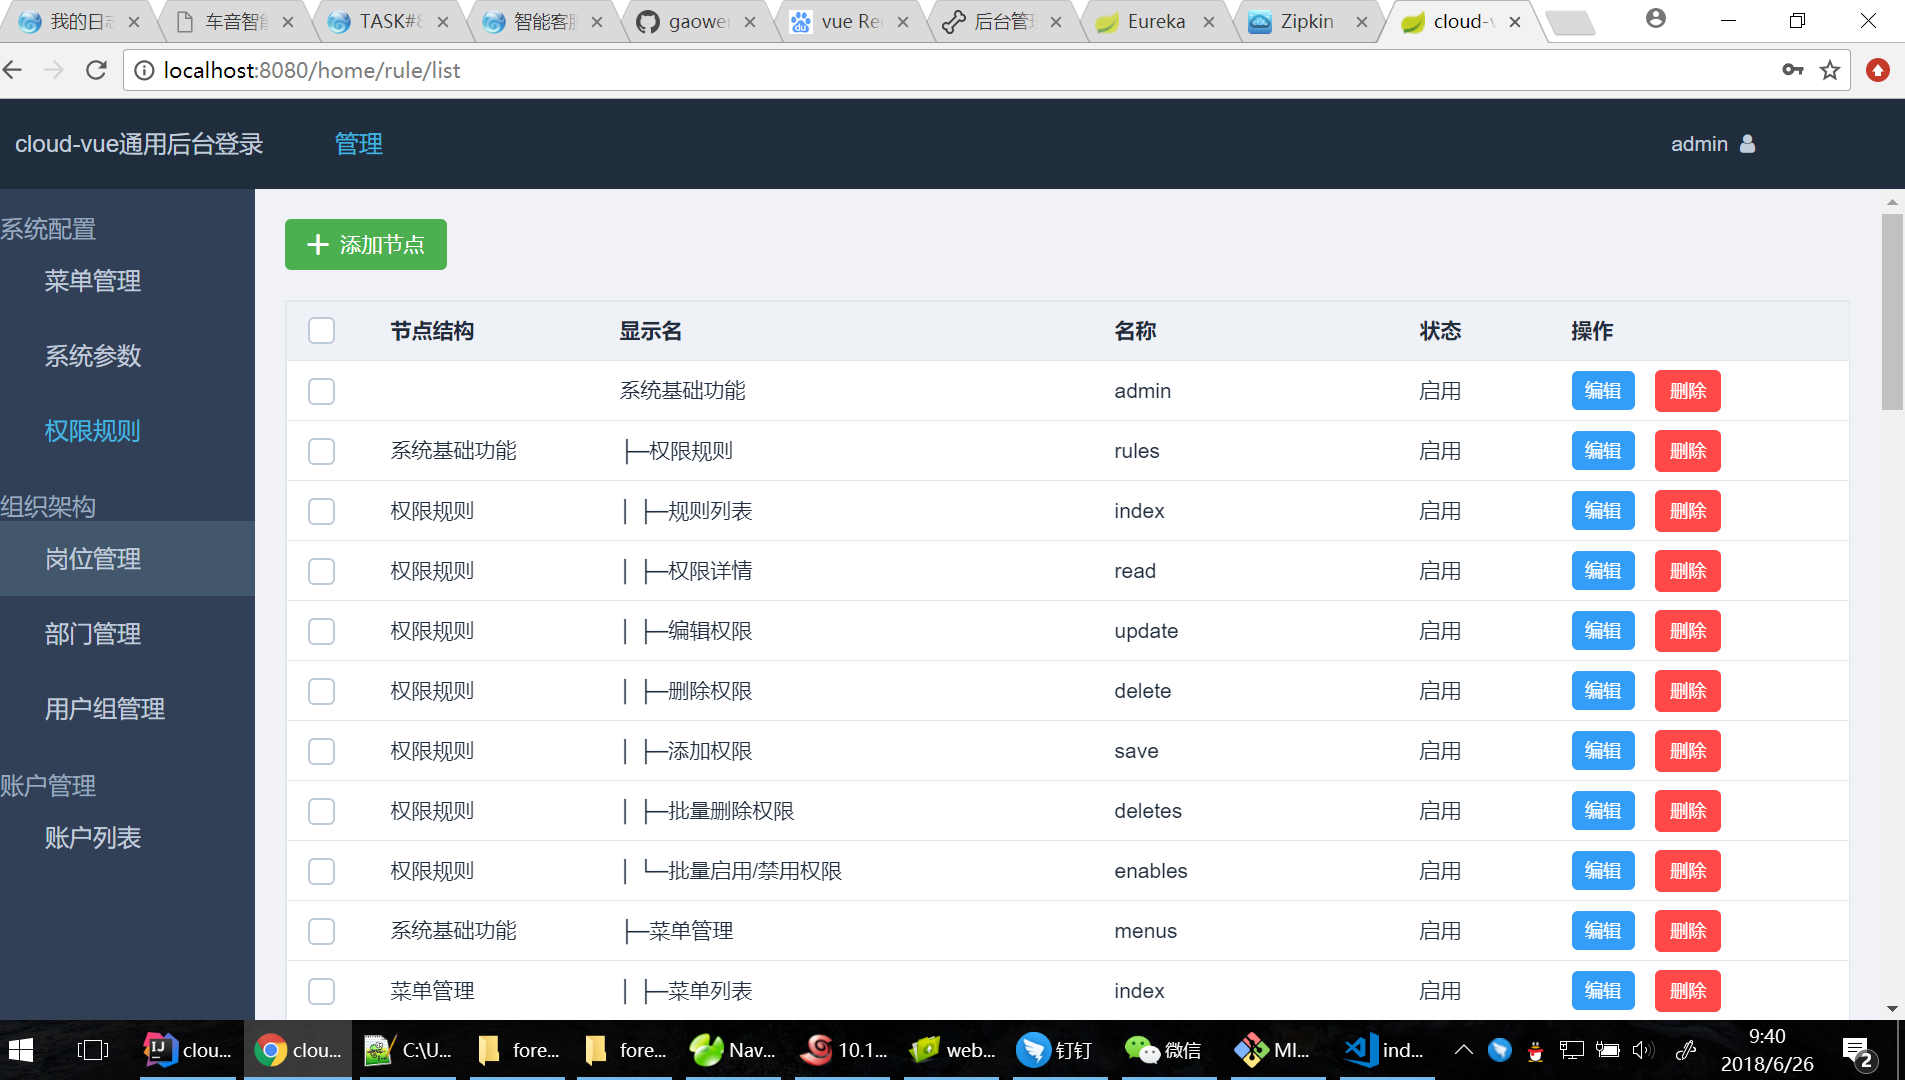 我的日志
车音智能
TASK#8
智能客服
gaowen
vue Rec
后台管理
Eureka
Zipkin
cloud-v
localhost:8080/home/rule/list
cloud-vue通用后台登录
管理
admin
系统配置
菜单管理
系统参数
权限规则
组织架构
岗位管理
部门管理
用户组管理
账户管理
账户列表
添加节点
节点结构 显示名 名称 状态 操作
系统基础功能 admin 启用 编辑 删除
系统基础功能 ├─权限规则 rules 启用 编辑 删除
权限规则 │ ├─规则列表 index 启用 编辑 删除
权限规则 │ ├─权限详情 read 启用 编辑 删除
权限规则 │ ├─编辑权限 update 启用 编辑 删除
权限规则 │ ├─删除权限 delete 启用 编辑 删除
权限规则 │ ├─添加权限 save 启用 编辑 删除
权限规则 │ ├─批量删除权限 deletes 启用 编辑 删除
权限规则 │ └─批量启用/禁用权限 enables 启用 编辑 删除
系统基础功能 ├─菜单管理 menus 启用 编辑 删除
菜单管理 │ ├─菜单列表 index 启用 编辑 删除
clou...
clou...
C:\U...
fore...
fore...
Nav...
10.1...
web...
钉钉
微信
MI...
ind...
9:40
2018/6/26
2